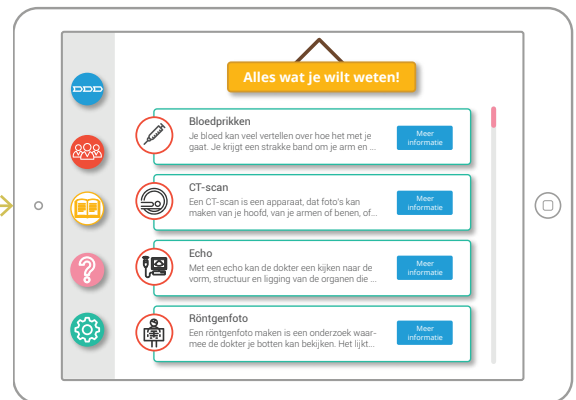 Alles wat je wilt weten!
Bloedprikken
Je bloed kan veel vertellen over hoe het met je
gaat. Je krijgt een strakke band om je arm en ...
Meer
informatie
CT-scan
Een CT-scan is een apparaat, dat foto's kan
maken van je hoofd, van je armen of benen, of...
Meer
informatie
Echo
Met een echo kan de dokter een kijken naar de
vorm, structuur en ligging van de organen die ...
Meer
informatie
Röntgenfoto
Een röntgenfoto maken is een onderzoek waar-
mee de dokter je botten kan bekijken. Het lijkt...
Meer
informatie